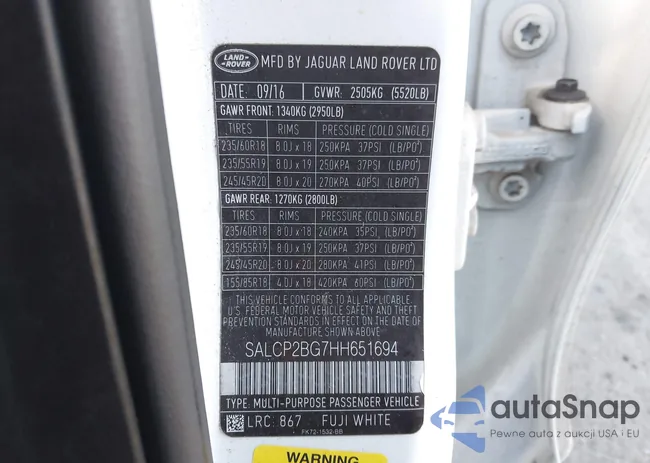 LAND ROVER MFD BY JAGUAR LAND ROVER LTD
DATE: 09/16 GVWR: 2505KG (5520LB)
GAWR FRONT: 1340KG (2950LB)
TIRES RIMS PRESSURE (COLD SINGLE)
235/60R18 8.0J x 18 250KPA 37PSI (LB/PO²)
235/55R19 8.0J x 19 250KPA 37PSI (LB/PO²)
245/45R20 8.0J x 20 270KPA 40PSI (LB/PO²)
GAWR REAR: 1270KG (2800LB)
TIRES RIMS PRESSURE (COLD SINGLE)
235/60R18 8.0J x 18 240KPA 35PSI (LB/PO²)
235/55R19 8.0J x 19 250KPA 37PSI (LB/PO²)
245/45R20 8.0J x 20 280KPA 41PSI (LB/PO²)
155/85R18 4.0J x 18 420KPA 60PSI (LB/PO²)
THIS VEHICLE CONFORMS TO ALL APPLICABLE
U.S. FEDERAL MOTOR VEHICLE SAFETY, BUMPER
AND THEFT PREVENTION STANDARDS
IN EFFECT ON THE DATE OF
MANUFACTURE SHOWN ABOVE
SALCP2BG7HH651694
TYPE: MULTI-PURPOSE PASSENGER VEHICLE
LRC: 867 FUJI WHITE
FK72-1532-BB
WARNING
autoSnap
Pewne auta z aukcji USA i EU